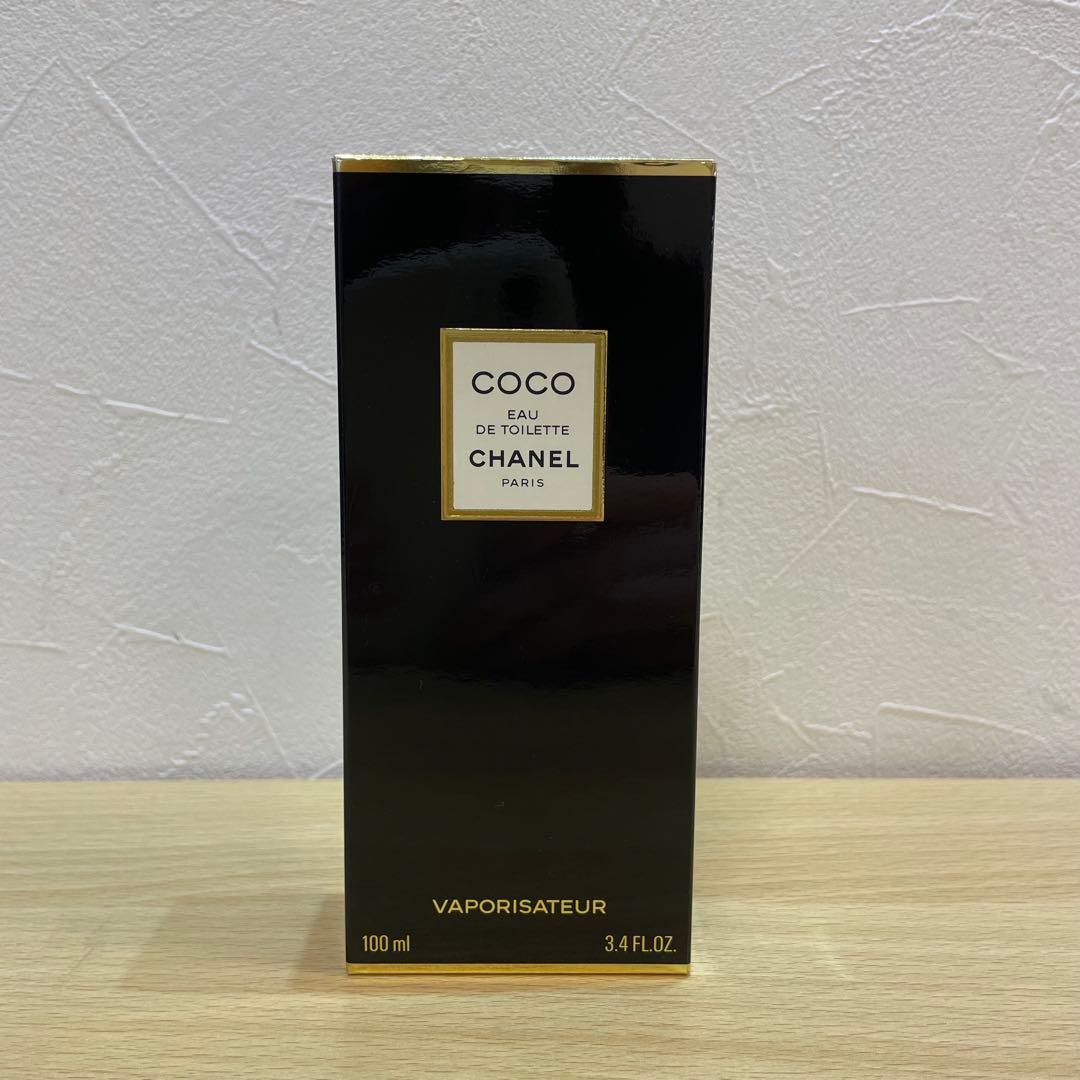 COCO
EAU
DE TOILETTE
CHANEL
PARIS
VAPORISATEUR
100 ml 3.4 FL.OZ.